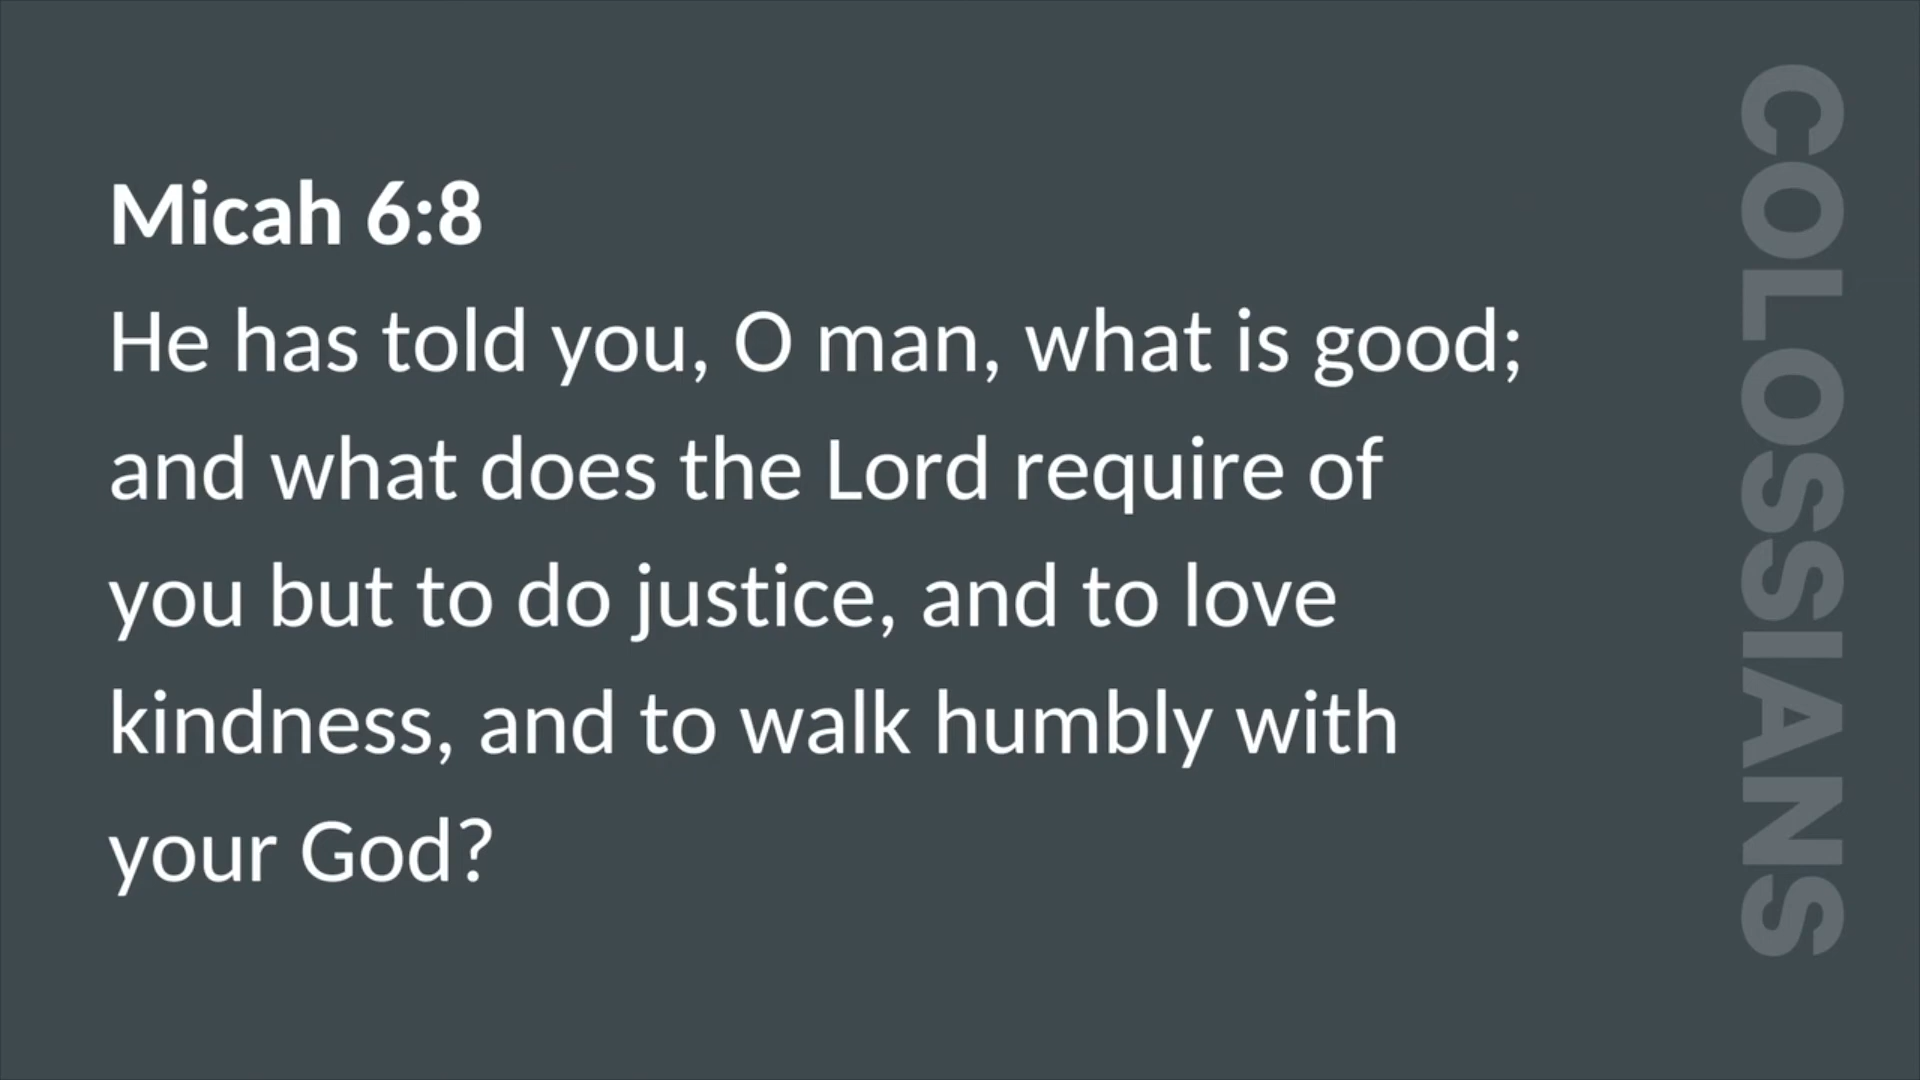 Micah 6:8
He has told you, O man, what is good;
and what does the Lord require of
you but to do justice, and to love
kindness, and to walk humbly with
your God?
COLOSSIANS